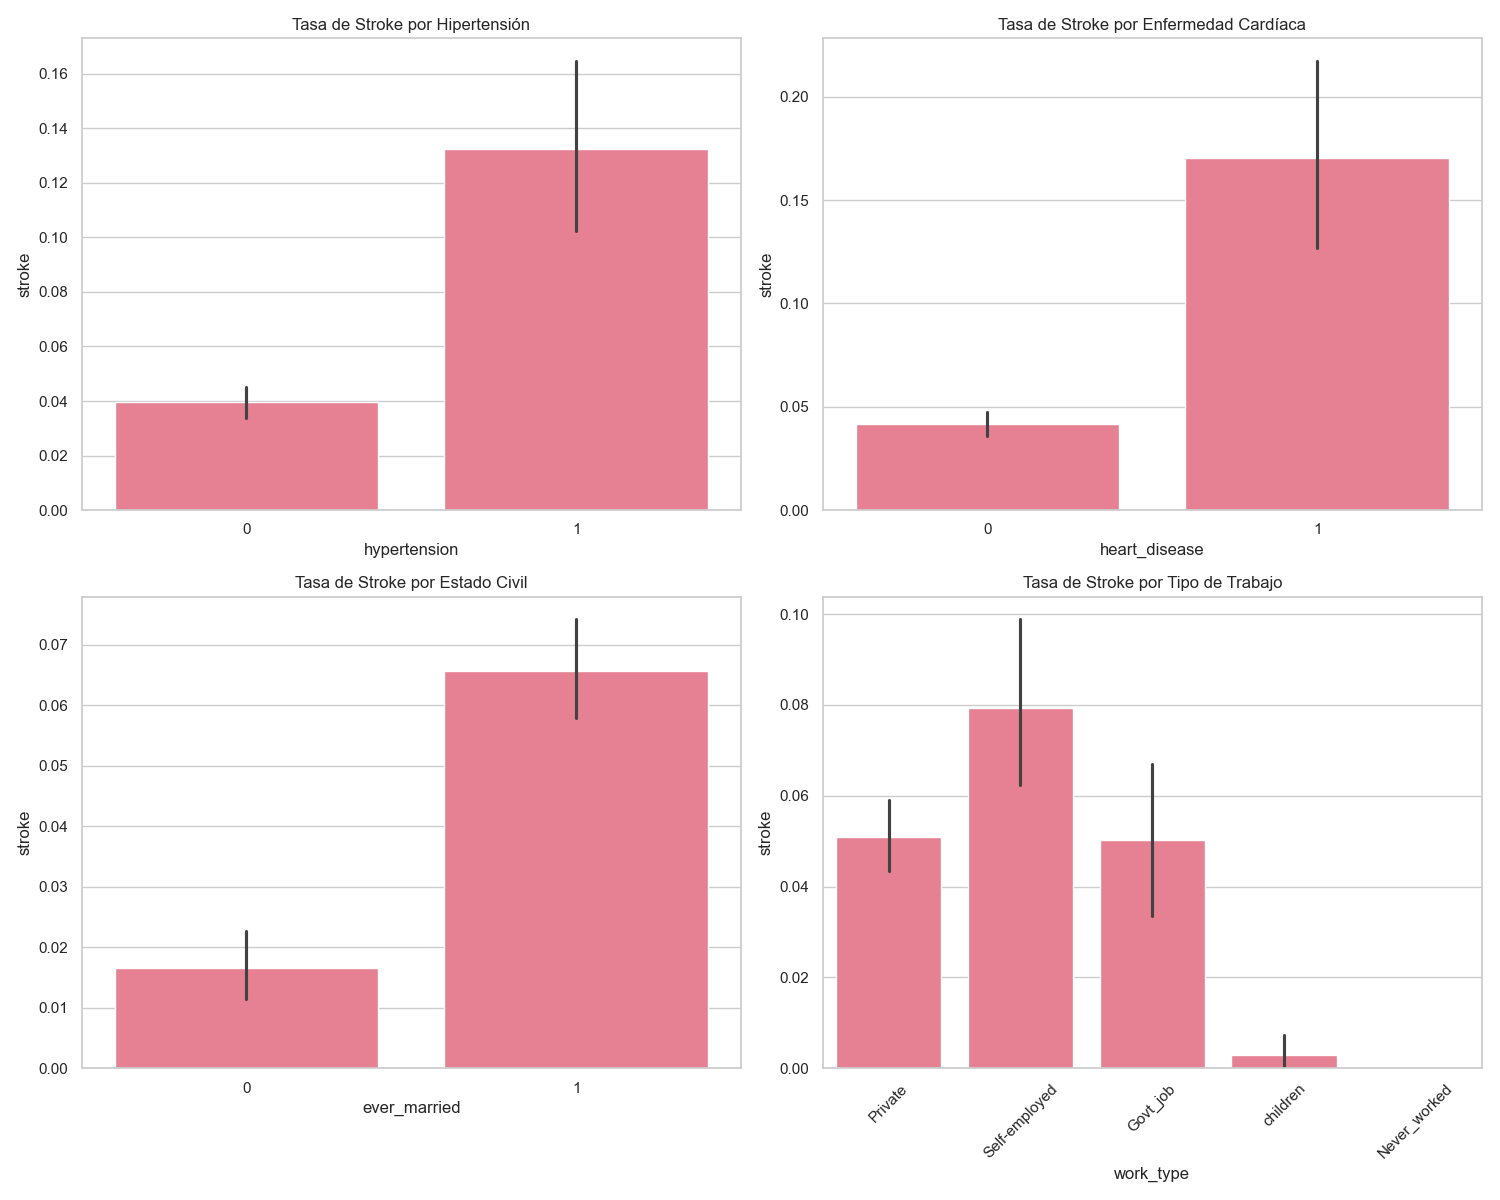 Tasa de Stroke por Hipertensión
stroke
0.16
0.14
0.12
0.10
0.08
0.06
0.04
0.02
0.00
0 1
hypertension
Tasa de Stroke por Enfermedad Cardíaca
stroke
0.20
0.15
0.10
0.05
0.00
0 1
heart_disease
Tasa de Stroke por Estado Civil
stroke
0.07
0.06
0.05
0.04
0.03
0.02
0.01
0.00
0 1
ever_married
Tasa de Stroke por Tipo de Trabajo
stroke
0.10
0.08
0.06
0.04
0.02
0.00
Private
Self-employed
Govt_job
children
Never_worked
work_type